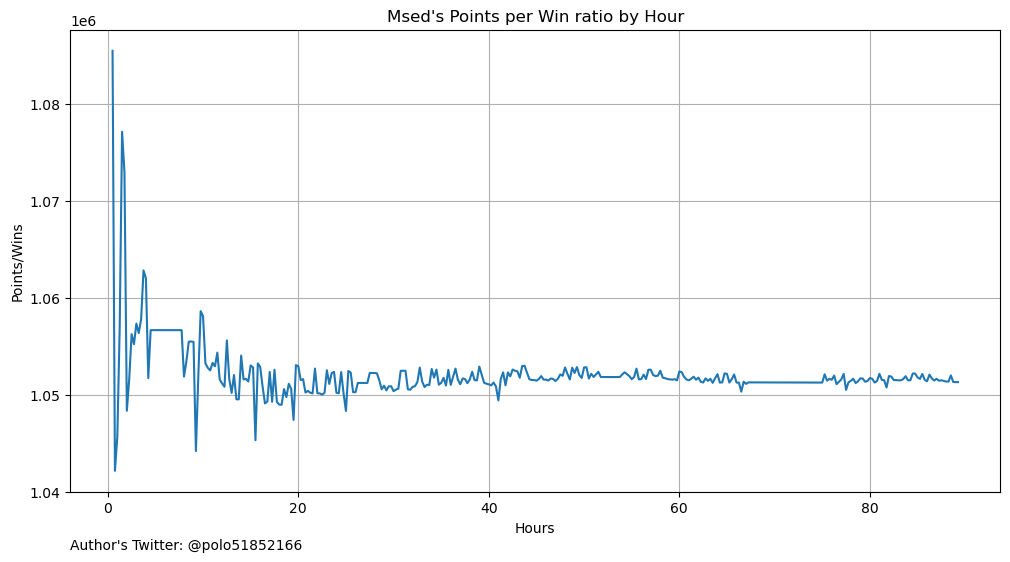 Msed's Points per Win ratio by Hour
1e6
1.08
1.07
1.06
1.05
1.04
Points/Wins
0 20 40 60 80
Hours
Author's Twitter: @polo51852166